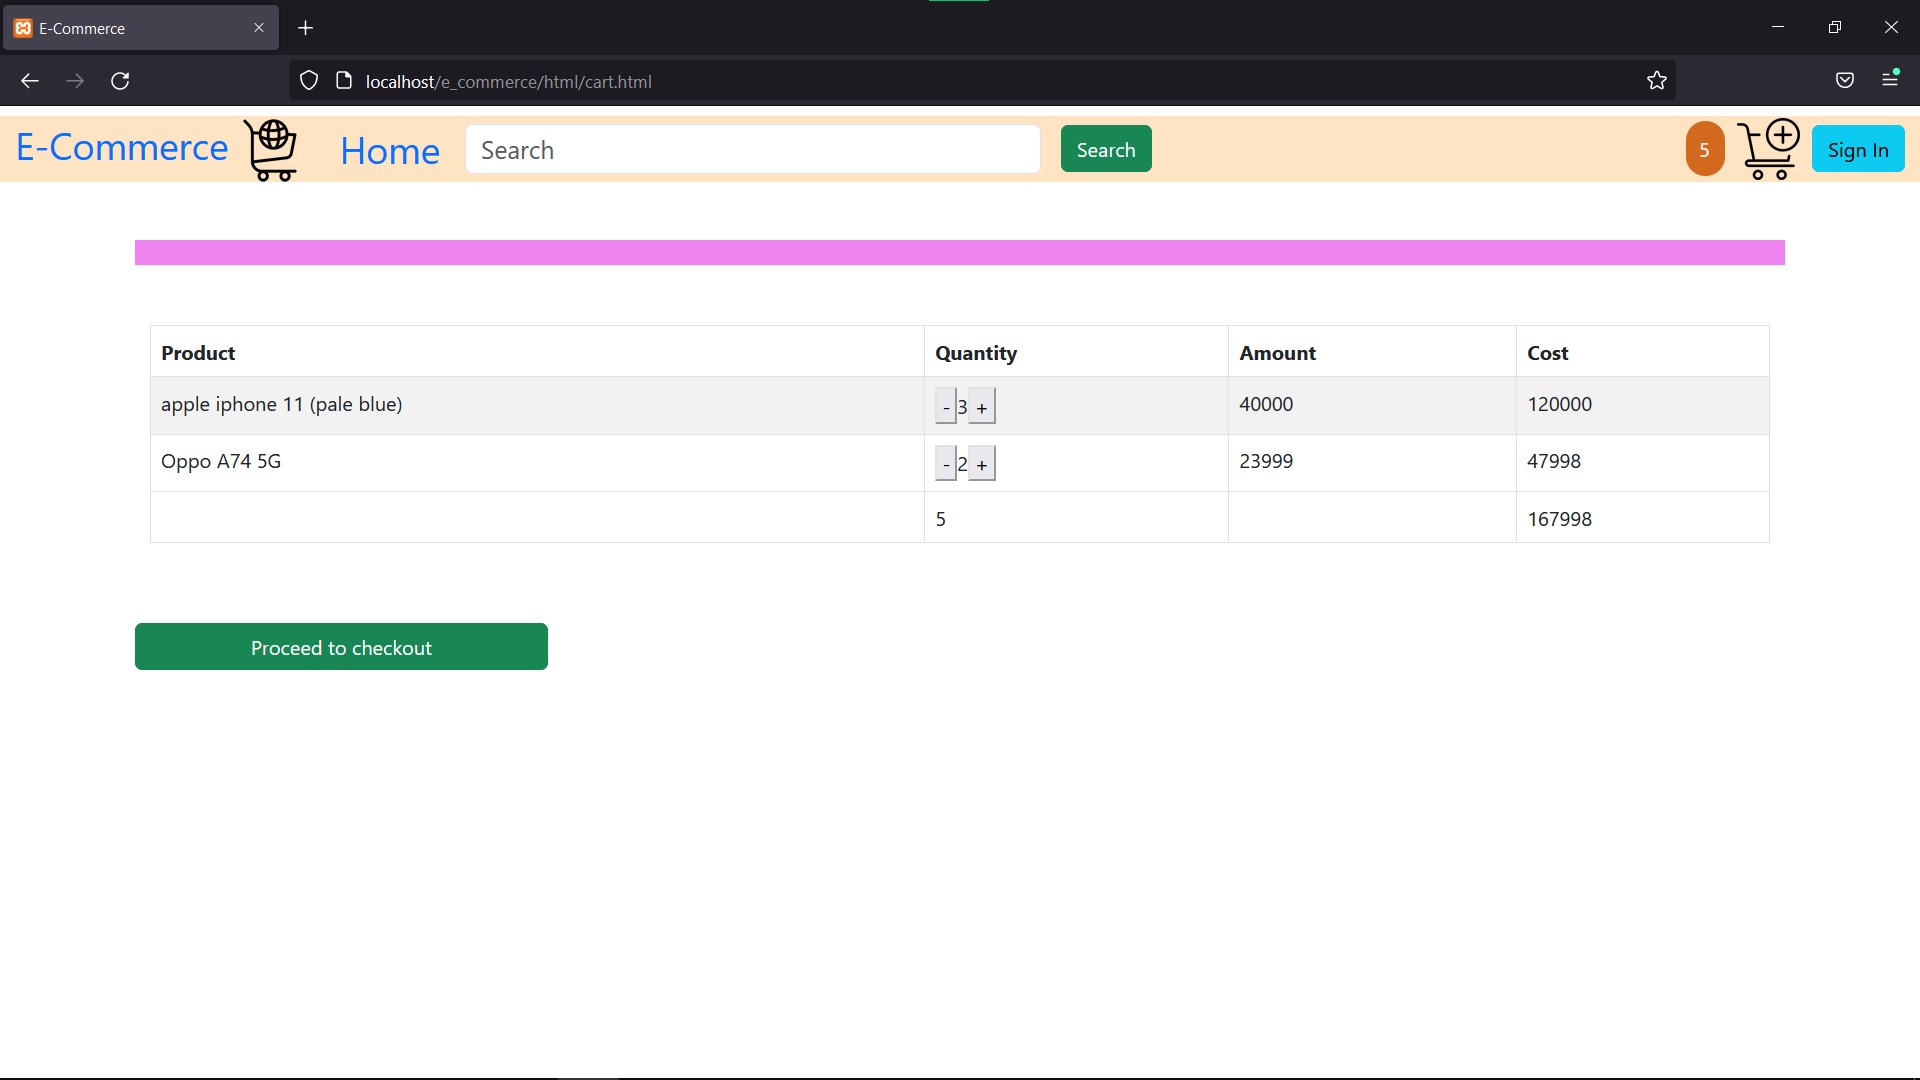 E-Commerce
localhost/e_commerce/html/cart.html
E-Commerce Home Search Search 5 Sign In
Product Quantity Amount Cost
apple iphone 11 (pale blue) - 3 + 40000 120000
Oppo A74 5G - 2 + 23999 47998
5 167998
Proceed to checkout